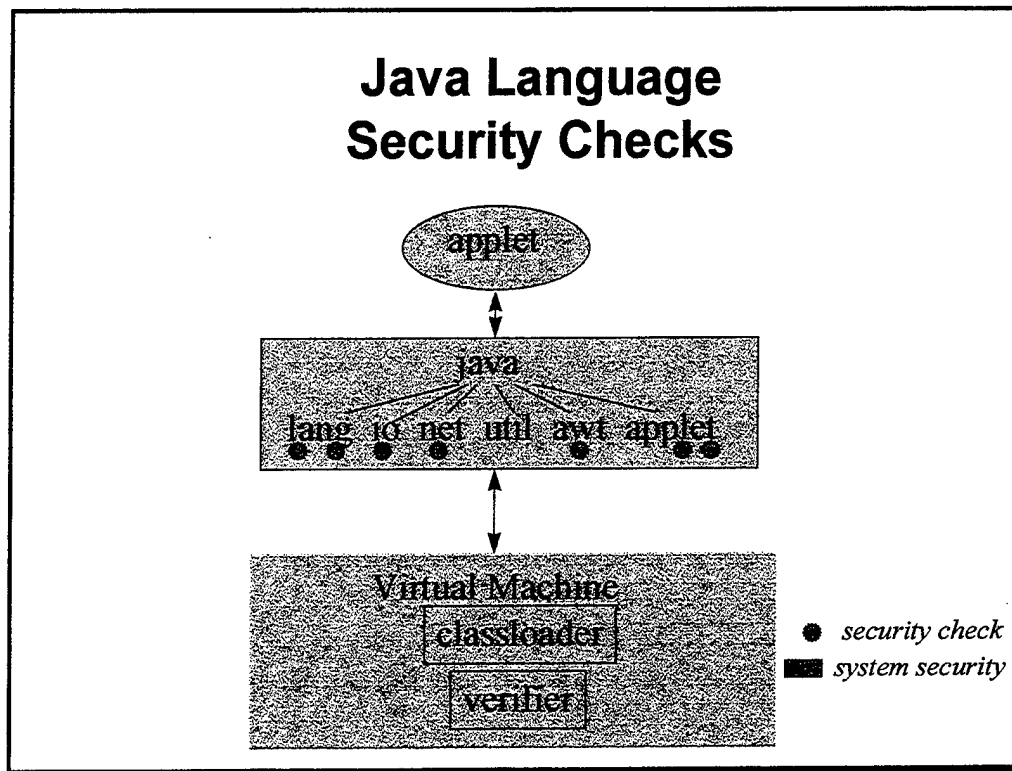 Java Language
Security Checks
applet
java
lang io net util awt applet
Virtual Machine
classloader
verifier
security check
system security